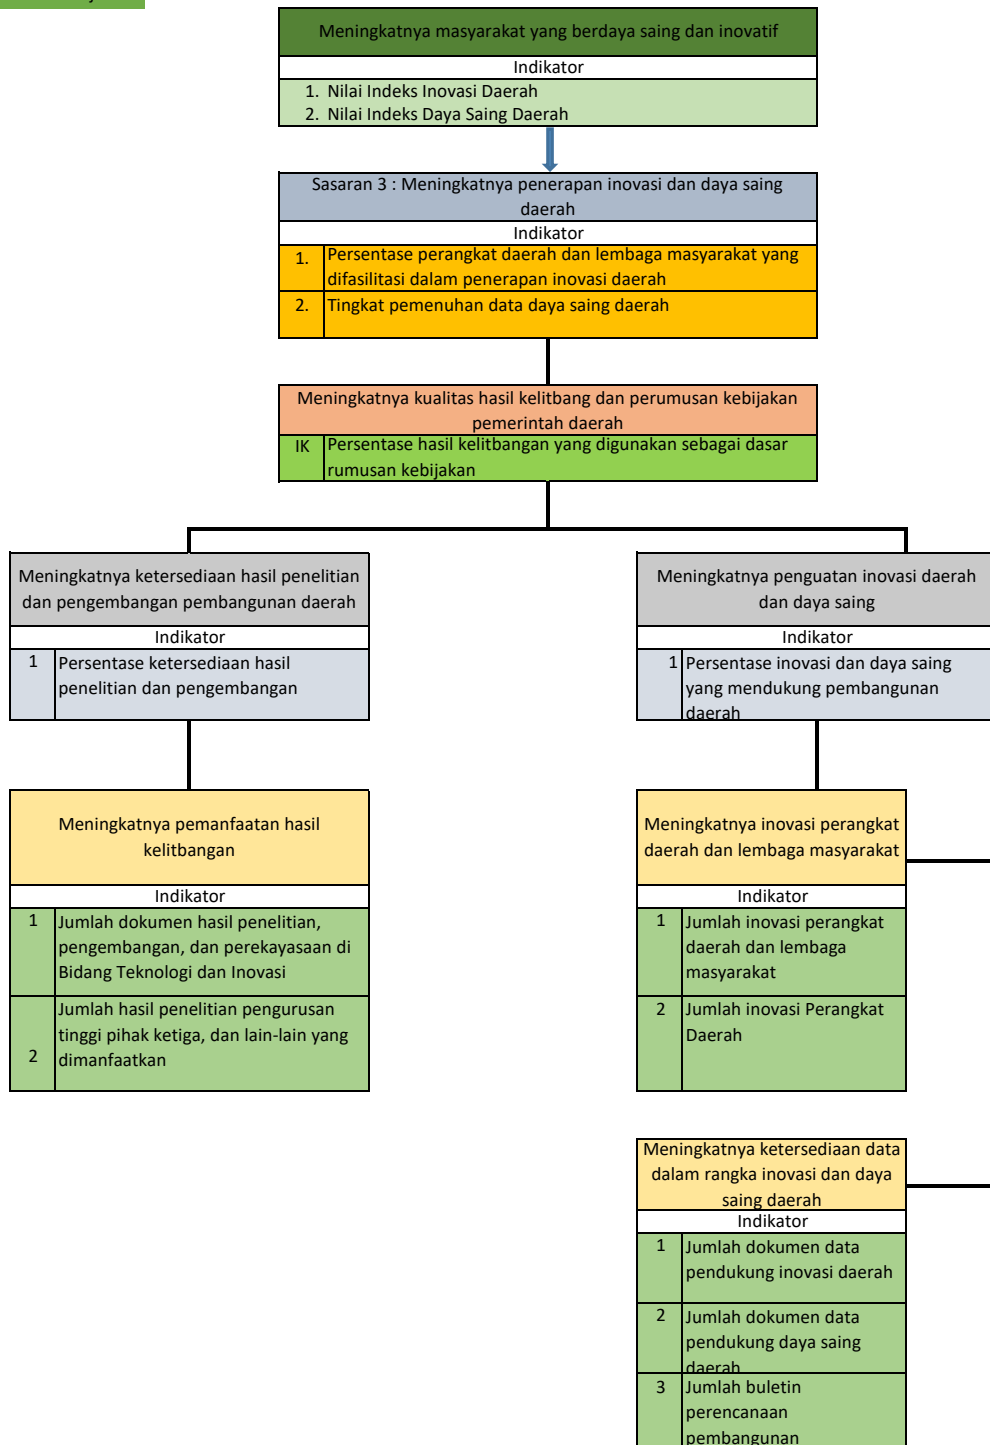 Meningkatnya masyarakat yang berdaya saing dan inovatif
Indikator
1. Nilai Indeks Inovasi Daerah
2. Nilai Indeks Daya Saing Daerah
Sasaran 3 : Meningkatnya penerapan inovasi dan daya saing
daerah
Indikator
1. Persentase perangkat daerah dan lembaga masyarakat yang
difasilitasi dalam penerapan inovasi daerah
2. Tingkat pemenuhan data daya saing daerah
Meningkatnya kualitas hasil kelitbang dan perumusan kebijakan
pemerintah daerah
IK Persentase hasil kelitbangan yang digunakan sebagai dasar
rumusan kebijakan
Meningkatnya ketersediaan hasil penelitian
dan pengembangan pembangunan daerah
Indikator
1 Persentase ketersediaan hasil
penelitian dan pengembangan
Meningkatnya pemanfaatan hasil
kelitbangan
Indikator
1 Jumlah dokumen hasil penelitian,
pengembangan, dan perekayasaan di
Bidang Teknologi dan Inovasi
Jumlah hasil penelitian pengurusan
tinggi pihak ketiga, dan lain-lain yang
2 dimanfaatkan
Meningkatnya penguatan inovasi daerah
dan daya saing
Indikator
1 Persentase inovasi dan daya saing
yang mendukung pembangunan
daerah
Meningkatnya inovasi perangkat
daerah dan lembaga masyarakat
Indikator
1 Jumlah inovasi perangkat
daerah dan lembaga
masyarakat
2 Jumlah inovasi Perangkat
Daerah
Meningkatnya ketersediaan data
dalam rangka inovasi dan daya
saing daerah
Indikator
1 Jumlah dokumen data
pendukung inovasi daerah
2 Jumlah dokumen data
pendukung daya saing
daerah
3 Jumlah buletin
perencanaan
pembangunan